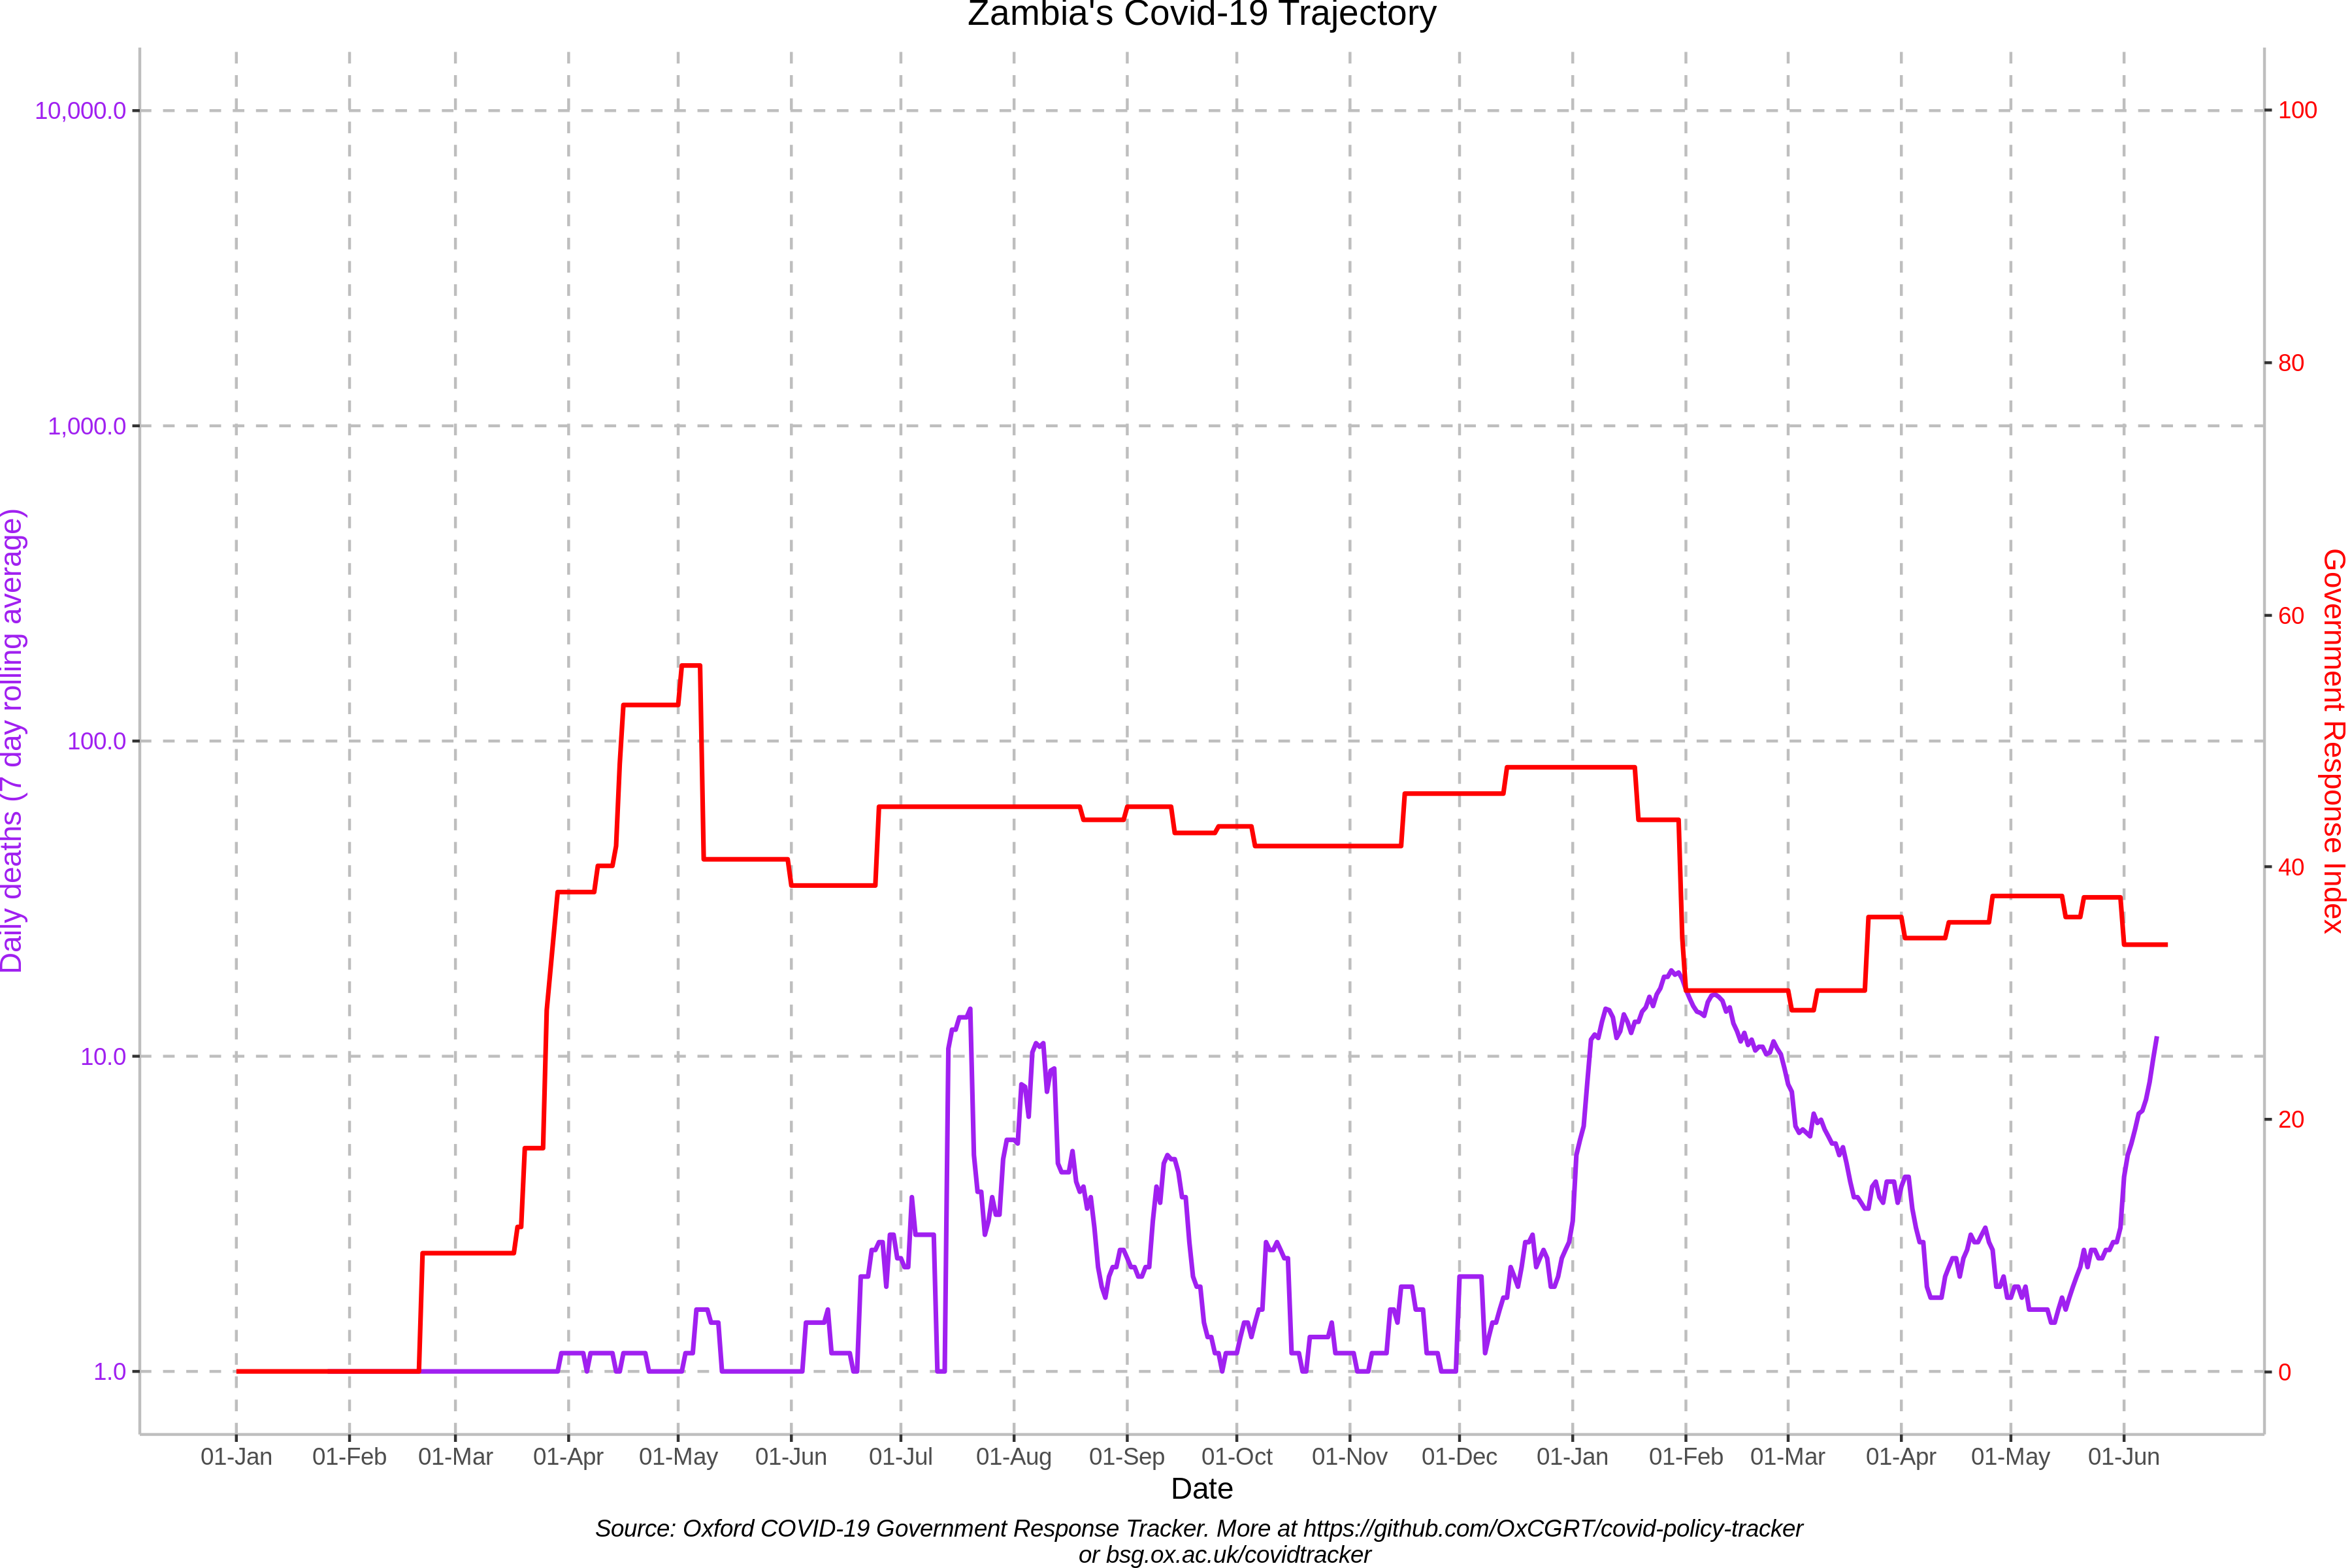 Zambia's Covid-19 Trajectory
10,000.0
1,000.0
100.0
10.0
1.0
Daily deaths (7 day rolling average)
100
80
60
40
20
0
Government Response Index
01-Jan 01-Feb 01-Mar 01-Apr 01-May 01-Jun 01-Jul 01-Aug 01-Sep 01-Oct 01-Nov 01-Dec 01-Jan 01-Feb 01-Mar 01-Apr 01-May 01-Jun
Date
Source: Oxford COVID-19 Government Response Tracker. More at https://github.com/OxCGRT/covid-policy-tracker
or bsg.ox.ac.uk/covidtracker